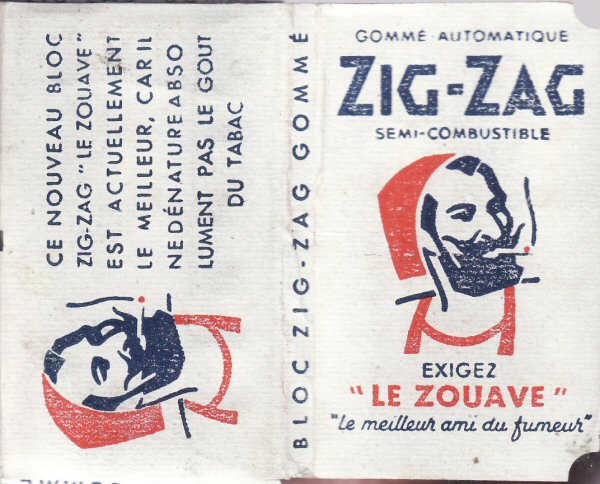 CE NOUVEAU BLOC
ZIG-ZAG "LE ZOUAVE"
EST ACTUELLEMENT
LE MEILLEUR, CAR IL
NE DÉNATURE ABSO
LUMENT PAS LE GOUT
DU TABAC
BLOC ZIG-ZAG GOMMÉ
GOMMÉ AUTOMATIQUE
ZIG-ZAG
SEMI-COMBUSTIBLE
EXIGEZ
"LE ZOUAVE"
"le meilleur ami du fumeur"